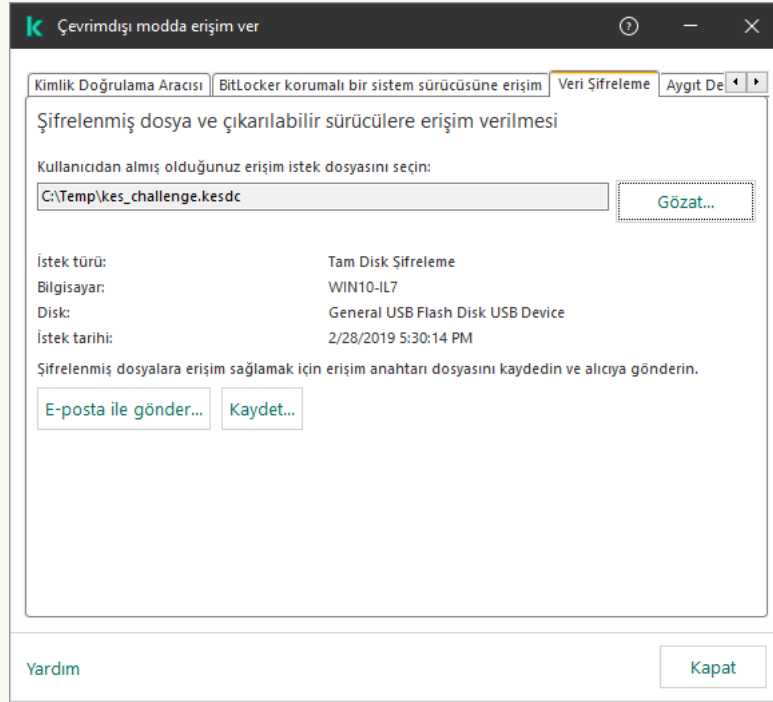 Çevrimdışı modda erişim ver
Kimlik Doğrulama Aracısı BitLocker korumalı bir sistem sürücüsüne erişim Veri Şifreleme Aygıt De
Şifrelenmiş dosya ve çıkarılabilir sürücülere erişim verilmesi
Kullanıcıdan almış olduğunuz erişim istek dosyasını seçin:
C:\Temp\kes_challenge.kesdc Gözat...
İstek türü: Tam Disk Şifreleme
Bilgisayar: WIN10-IL7
Disk: General USB Flash Disk USB Device
İstek tarihi: 2/28/2019 5:30:14 PM
Şifrelenmiş dosyalara erişim sağlamak için erişim anahtarı dosyasını kaydedin ve alıcıya gönderin.
E-posta ile gönder... Kaydet...
Yardım Kapat